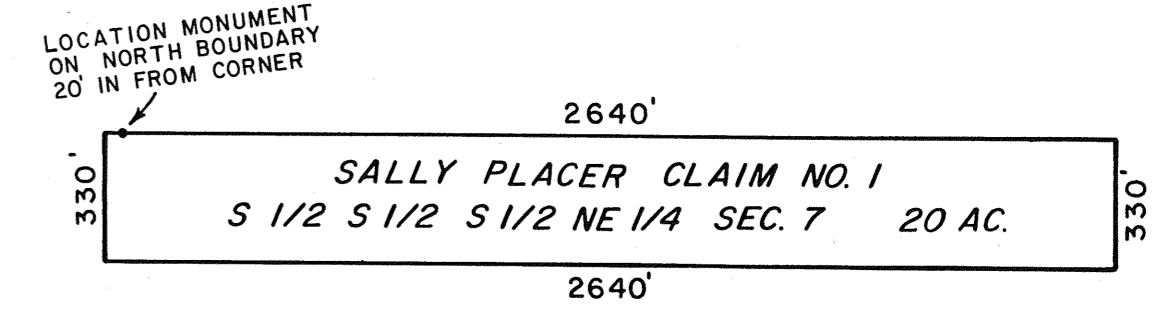 LOCATION MONUMENT
ON NORTH BOUNDARY
20' IN FROM CORNER
2640'
330'
SALLY PLACER CLAIM NO. 1
S 1/2 S 1/2 S 1/2 NE 1/4 SEC. 7 20 AC.
330'
2640'